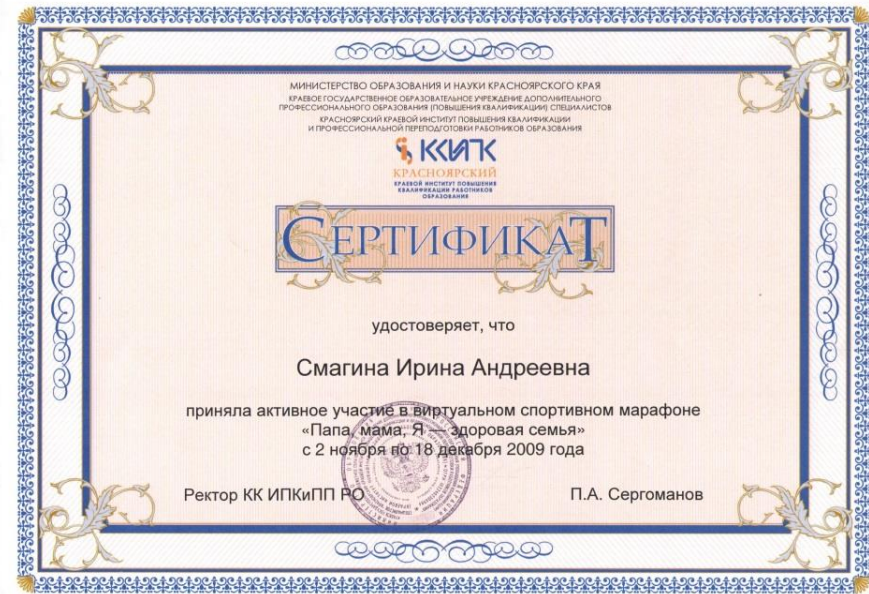 МИНИСТЕРСТВО ОБРАЗОВАНИЯ И НАУКИ КРАСНОЯРСКОГО КРАЯ
КРАЕВОЕ ГОСУДАРСТВЕННОЕ ОБРАЗОВАТЕЛЬНОЕ УЧРЕЖДЕНИЕ ДОПОЛНИТЕЛЬНОГО
ПРОФЕССИОНАЛЬНОГО ОБРАЗОВАНИЯ (ПОВЫШЕНИЯ КВАЛИФИКАЦИИ) СПЕЦИАЛИСТОВ
КРАСНОЯРСКИЙ КРАЕВОЙ ИНСТИТУТ ПОВЫШЕНИЯ КВАЛИФИКАЦИИ
И ПРОФЕССИОНАЛЬНОЙ ПЕРЕПОДГОТОВКИ РАБОТНИКОВ ОБРАЗОВАНИЯ
ККИПК
КРАСНОЯРСКИЙ
КРАЕВОЙ ИНСТИТУТ ПОВЫШЕНИЯ
КВАЛИФИКАЦИИ РАБОТНИКОВ
ОБРАЗОВАНИЯ
СЕРТИФИКАТ
удостоверяет, что
Смагина Ирина Андреевна
приняла активное участие в виртуальном спортивном марафоне
«Папа, мама, Я — здоровая семья»
с 2 ноября по 18 декабря 2009 года
Ректор КК ИПКиПП РО П.А. Сергоманов